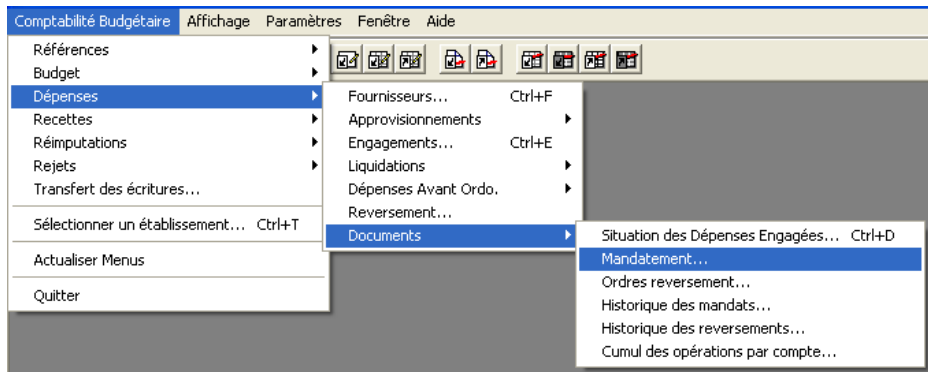 Comptabilité Budgétaire Affichage Paramètres Fenêtre Aide
Références
Budget
Dépenses
Recettes
Réimputations
Rejets
Transfert des écritures...
Sélectionner un établissement... Ctrl+T
Actualiser Menus
Quitter
Fournisseurs... Ctrl+F
Approvisionnements
Engagements... Ctrl+E
Liquidations
Dépenses Avant Ordo.
Reversement...
Documents
Situation des Dépenses Engagées... Ctrl+D
Mandatement...
Ordres reversement...
Historique des mandats...
Historique des reversements...
Cumul des opérations par compte...